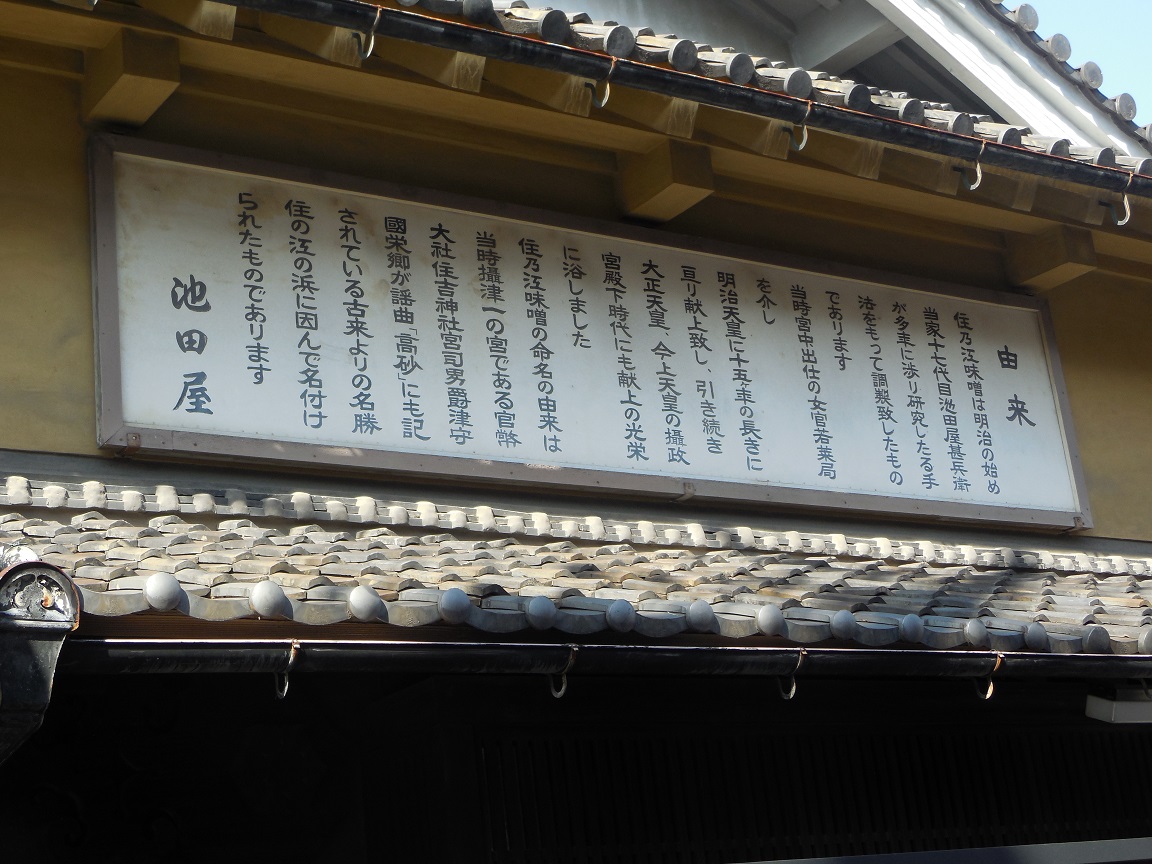 由来
住乃江味噌は明治の始め
当家十七代目池田屋甚兵衛
が多年に渉り研究したる手
法をもって調製致したもの
であります
当時宮中出仕の女官若菜局
を介し
明治天皇に十五年の長きに
亘り献上致し、引き続き
大正天皇、今上天皇の攝政
宮殿下時代にも献上の光栄
に浴しました
住乃江味噌の命名の由来は
当時攝津一の宮である官幣
大社住吉神社宮司男爵津守
國栄卿が謡曲「高砂」にも記
されている古来よりの名勝
住の江の浜に因んで名付け
られたものであります
池田屋